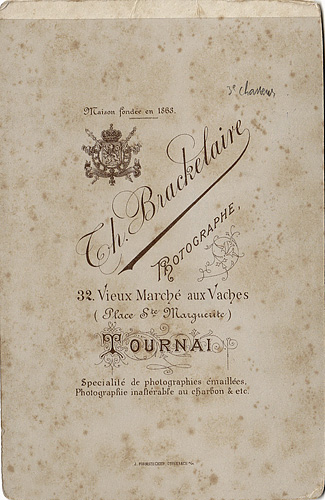 3e Chasseurs
Maison fondée en 1863.
Th. Brackelaire
Photographe,
32. Vieux Marché aux Vaches
( Place Ste Marguerite )
Tournai
Spécialité de photographies émaillées,
Photographie inaltérable au charbon & etc.